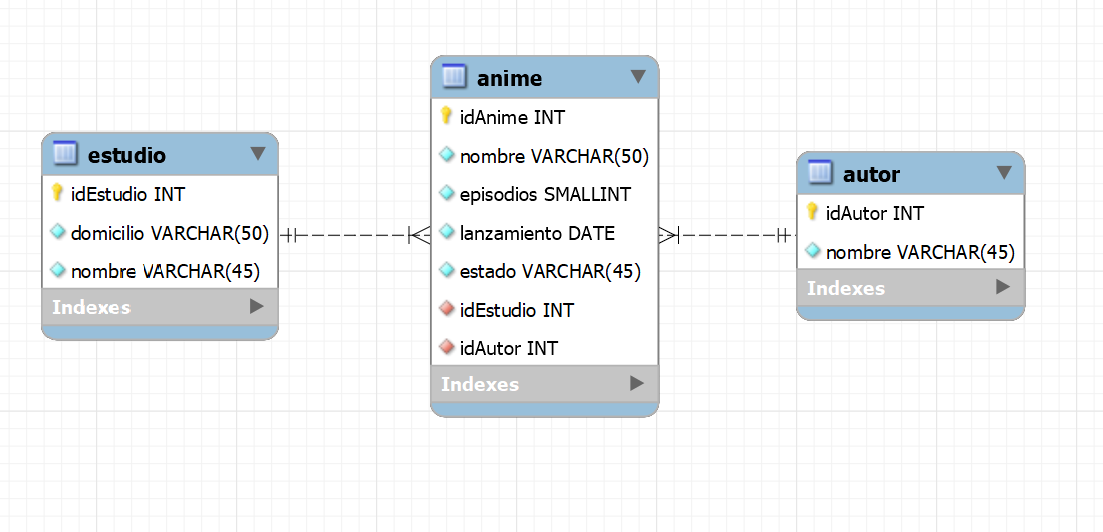 estudio
idEstudio INT
domicilio VARCHAR(50)
nombre VARCHAR(45)
Indexes
anime
idAnime INT
nombre VARCHAR(50)
episodios SMALLINT
lanzamiento DATE
estado VARCHAR(45)
idEstudio INT
idAutor INT
Indexes
autor
idAutor INT
nombre VARCHAR(45)
Indexes